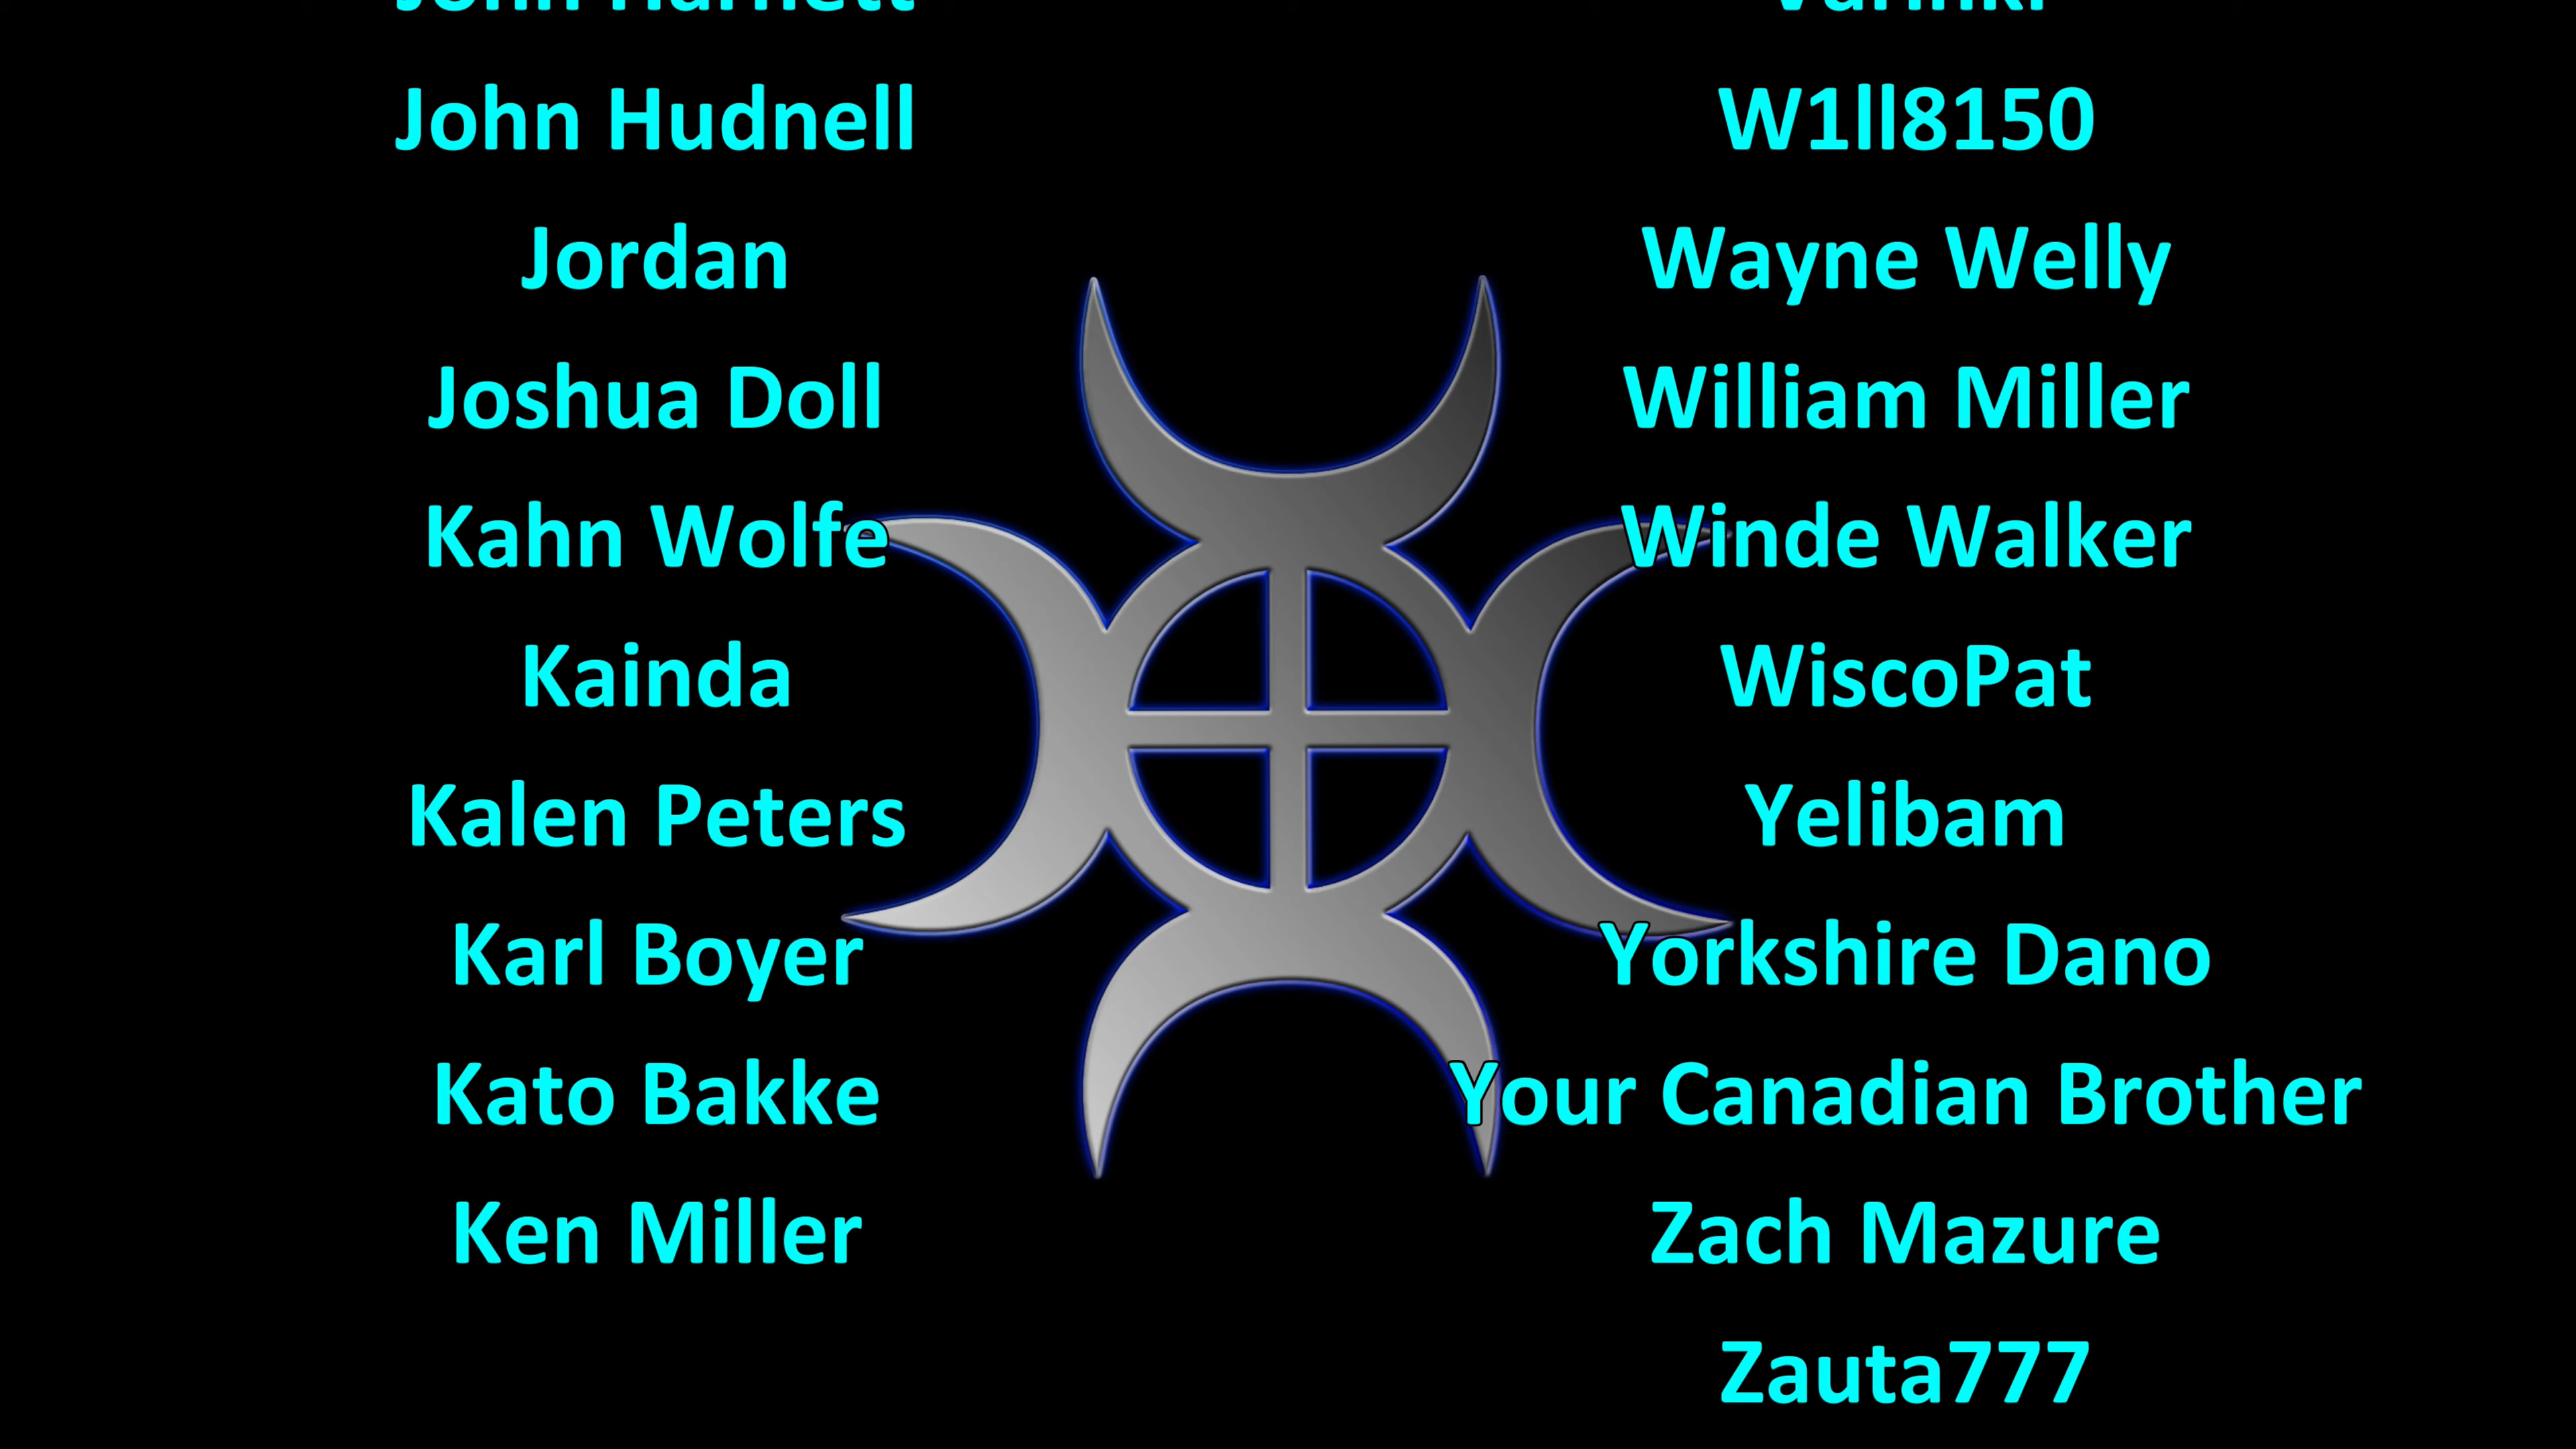 John Hudnell
Jordan
Joshua Doll
Kahn Wolfe
Kainda
Kalen Peters
Karl Boyer
Kato Bakke
Ken Miller
W1ll8150
Wayne Welly
William Miller
Winde Walker
WiscoPat
Yelibam
Yorkshire Dano
Your Canadian Brother
Zach Mazure
Zauta777